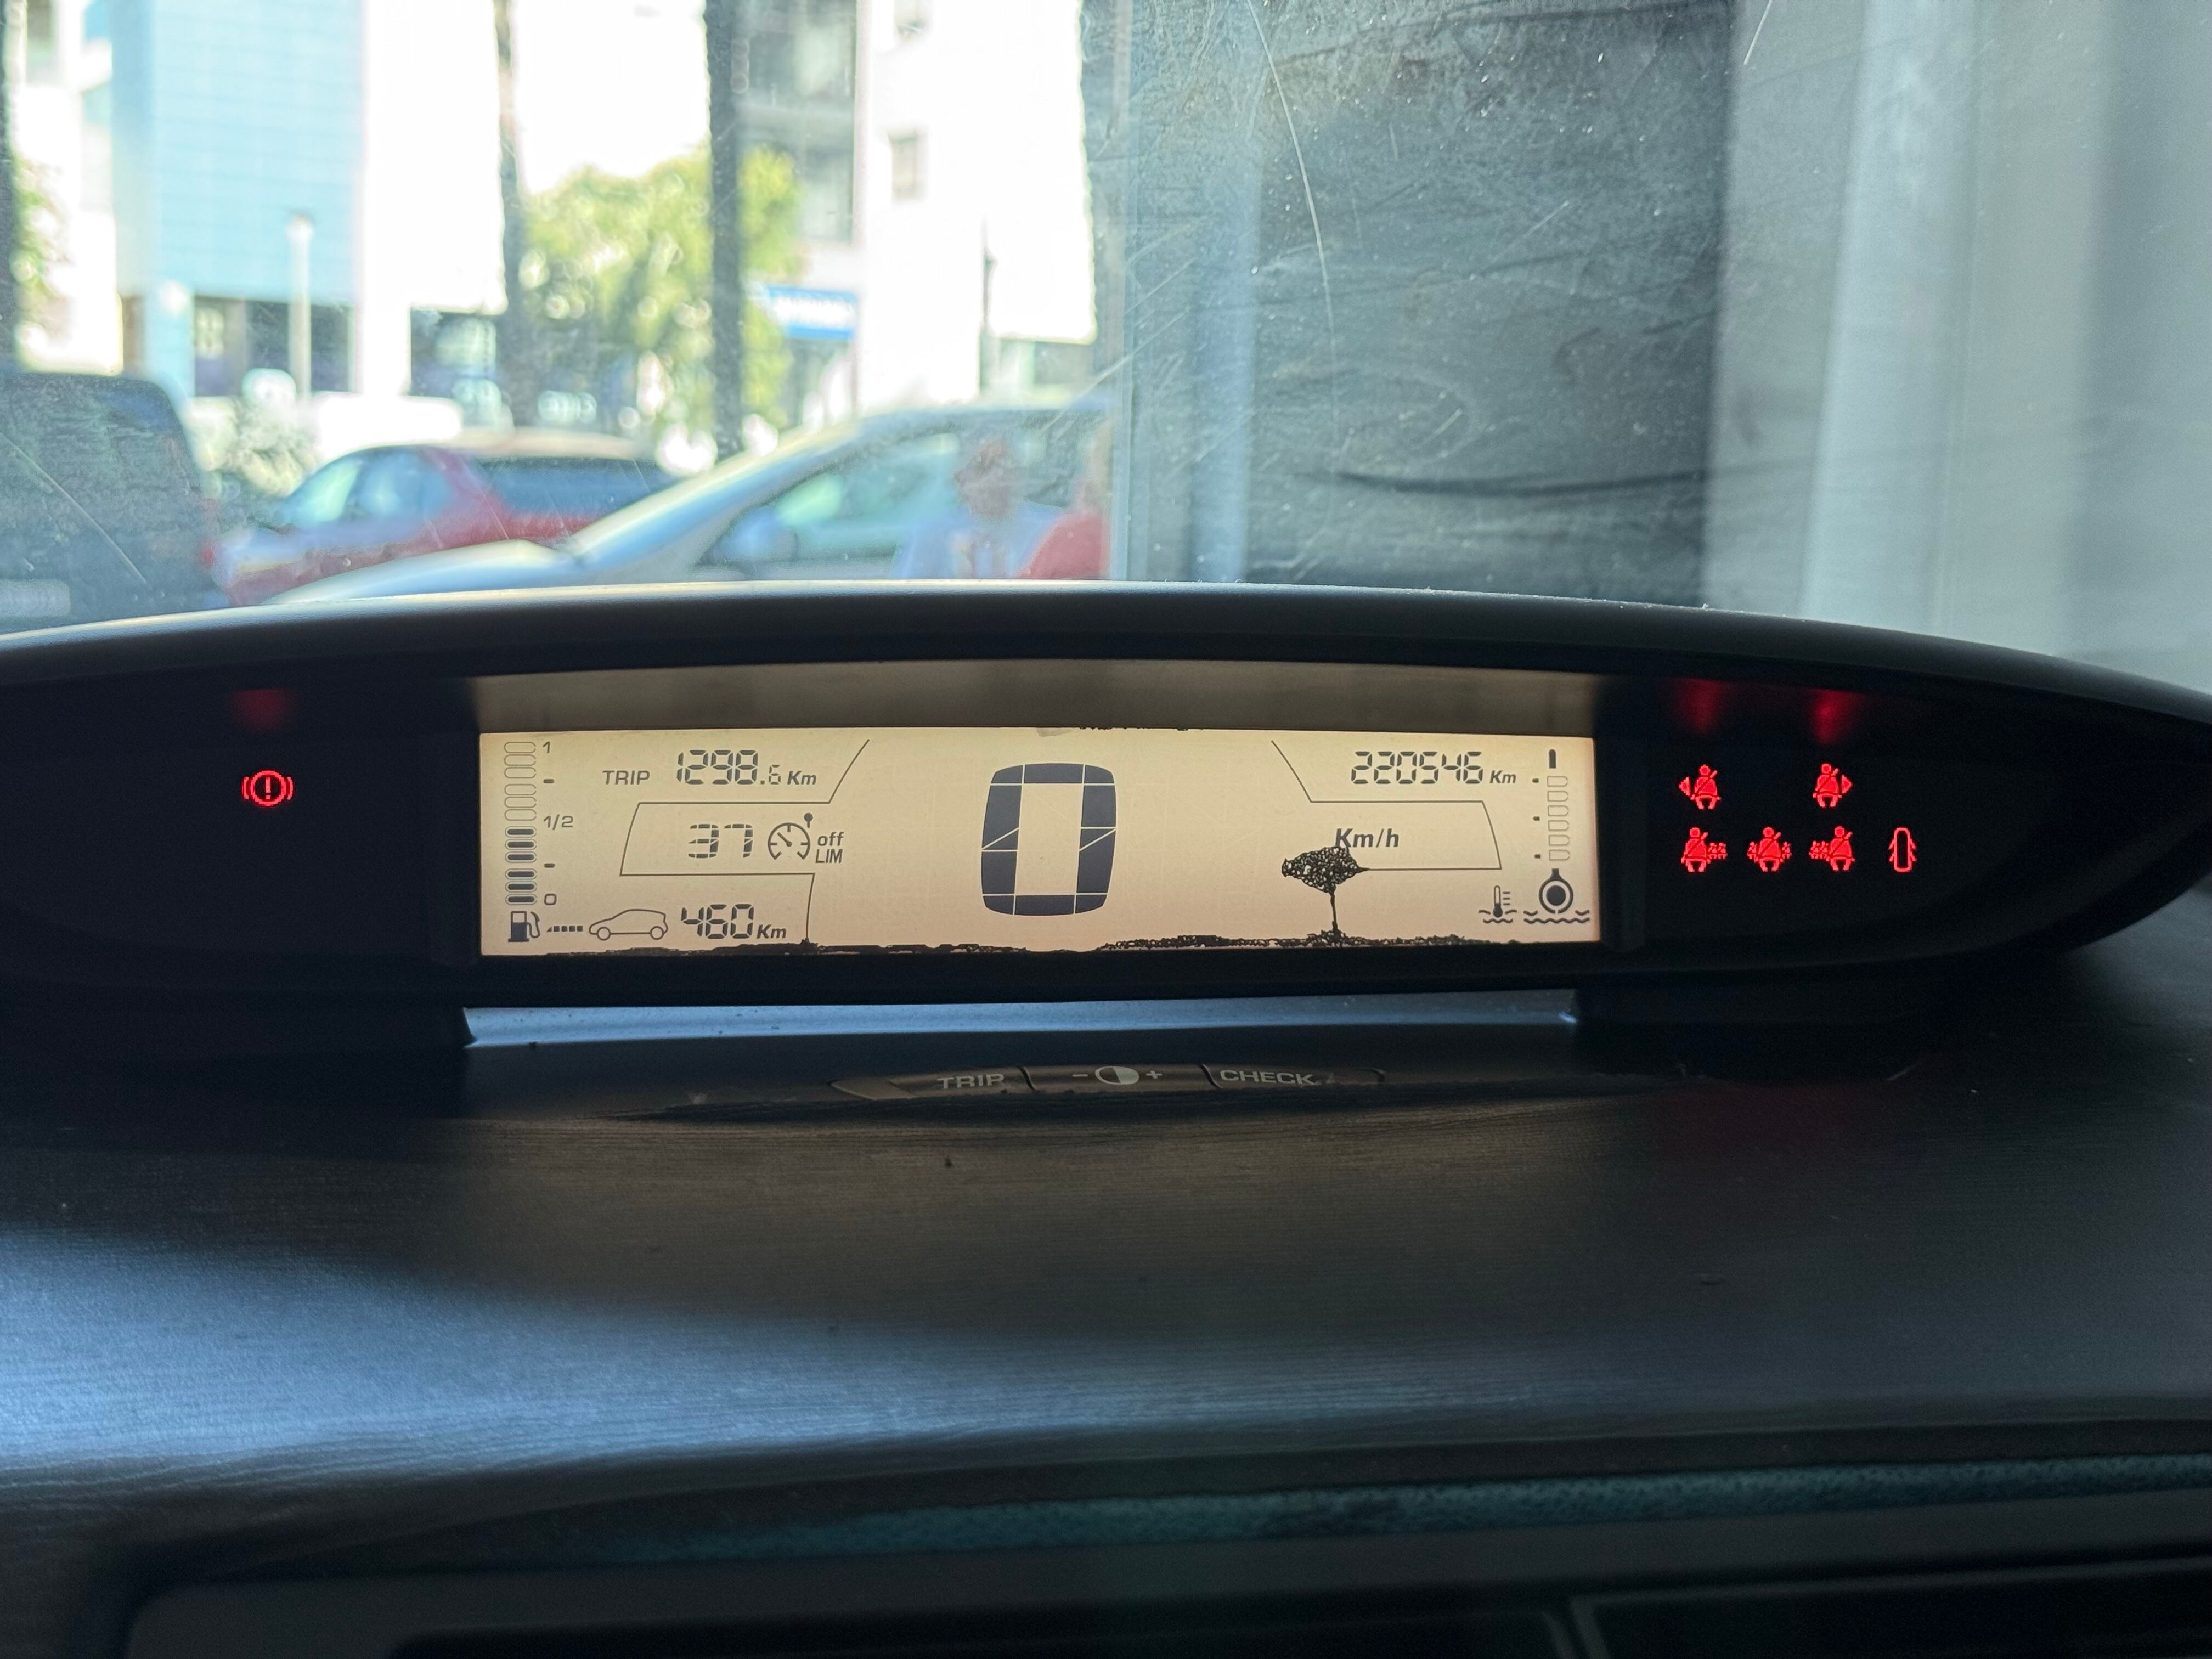 1
TRIP 1298.6 Km
220546 Km
1/2
37 off
LIM
0 Km/h
0
460 Km
TRIP - + CHECK